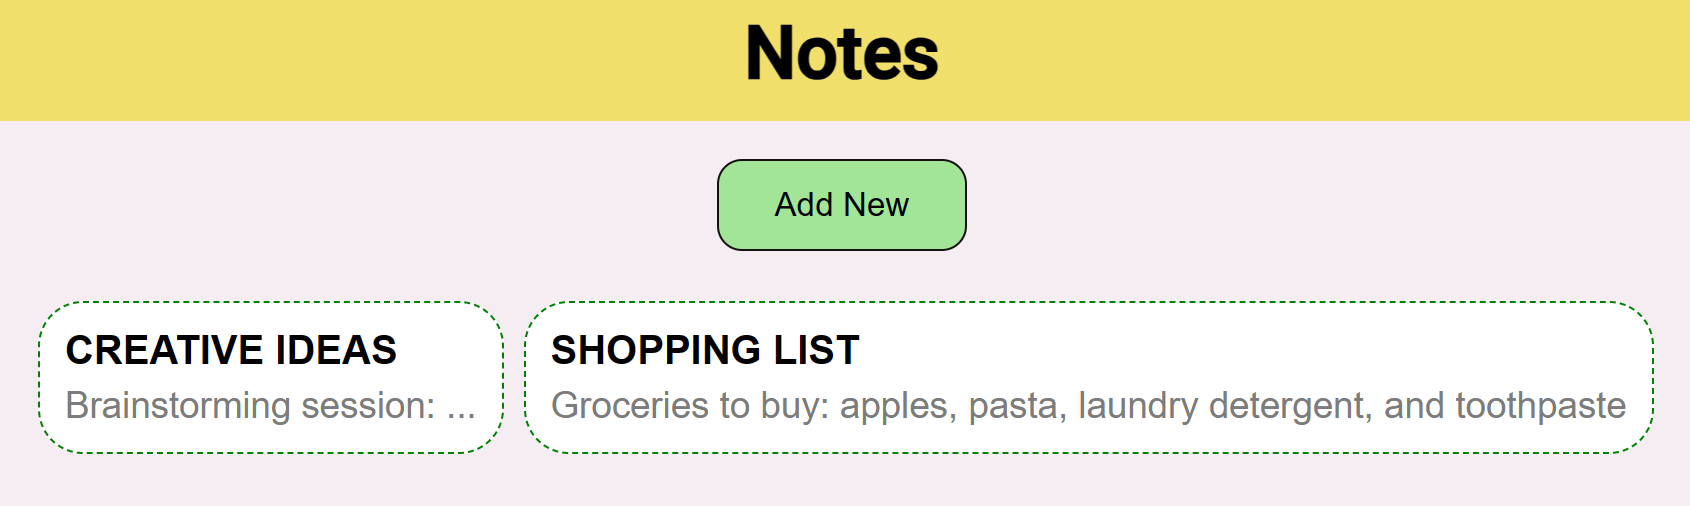 Notes
Add New
CREATIVE IDEAS
Brainstorming session: ...
SHOPPING LIST
Groceries to buy: apples, pasta, laundry detergent, and toothpaste